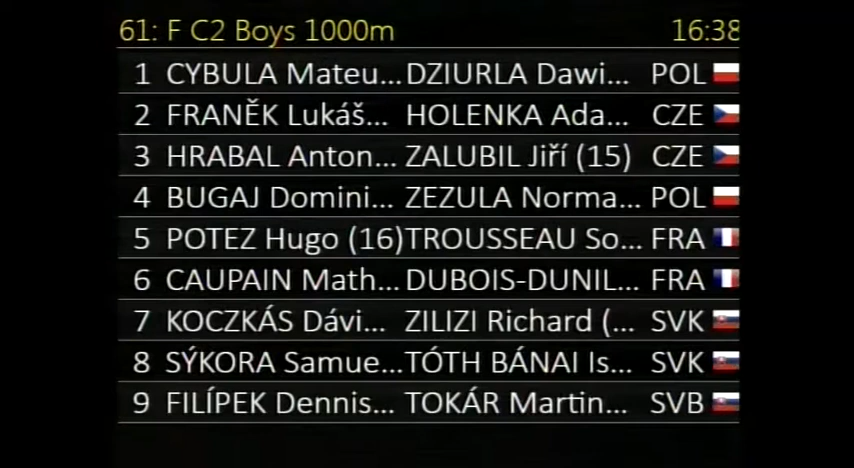 61: F C2 Boys 1000m 16:38
1 CYBULA Mateu... DZIURLA Dawi... POL
2 FRANĚK Lukáš... HOLENKA Ada... CZE
3 HRABAL Anton... ZALUBIL Jiří (15) CZE
4 BUGAJ Domini... ZEZULA Norma... POL
5 POTEZ Hugo (16) TROUSSEAU So... FRA
6 CAUPAIN Math... DUBOIS-DUNIL... FRA
7 KOCZKÁS Dávi... ZILIZI Richard (... SVK
8 SÝKORA Samue... TÓTH BÁNAI Is... SVK
9 FILÍPEK Dennis... TOKÁR Martin... SVB